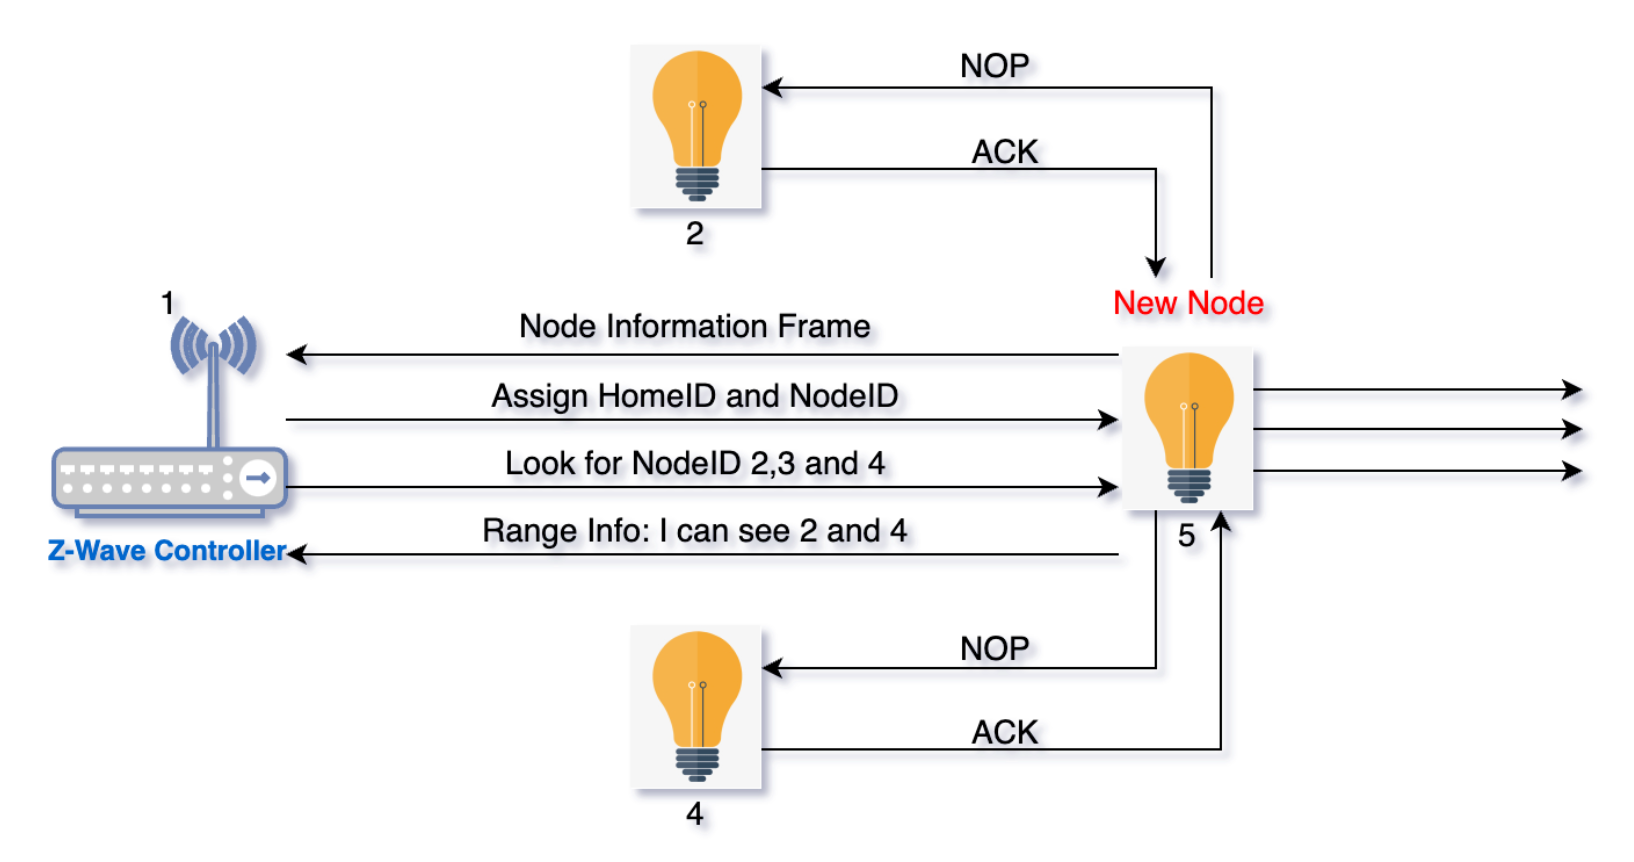 NOP
ACK
2
1
New Node
Node Information Frame
Assign HomeID and NodeID
Look for NodeID 2,3 and 4
Range Info: I can see 2 and 4
Z-Wave Controller
5
NOP
ACK
4